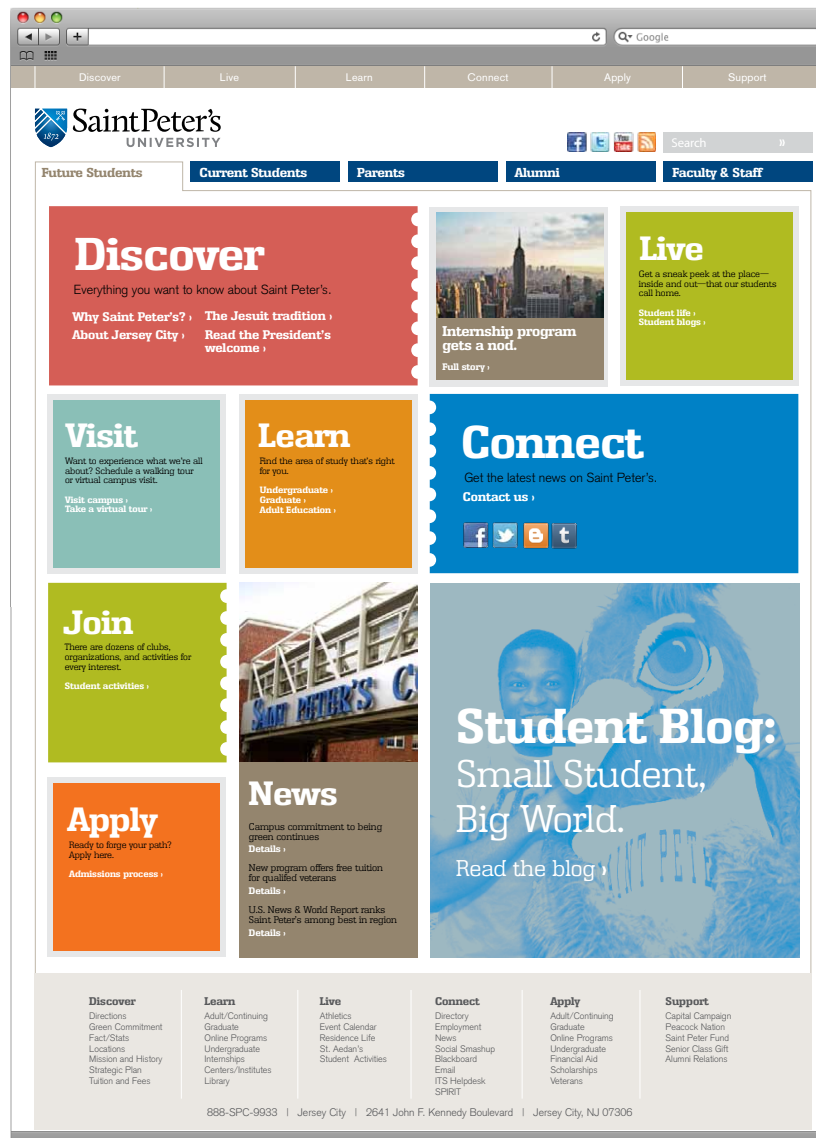 Google
Discover
Live
Learn
Connect
Apply
Support
1872
Saint Peter's
UNIVERSITY
You Tube
Search »
Future Students
Current Students
Parents
Alumni
Faculty & Staff
Discover
Everything you want to know about Saint Peter's.
Why Saint Peter's? ›
The Jesuit tradition ›
About Jersey City ›
Read the President's
welcome ›
Internship program
gets a nod.
Full story ›
Live
Get a sneak peek at the place—
inside and out—that our students
call home.
Student life ›
Student blogs ›
Visit
Want to experience what we're all
about? Schedule a walking tour
or virtual campus visit.
Visit campus ›
Take a virtual tour ›
Learn
Find the area of study that's right
for you.
Undergraduate ›
Graduate ›
Adult Education ›
Connect
Get the latest news on Saint Peter's.
Contact us ›
Join
There are dozens of clubs,
organizations, and activities for
every interest.
Student activities ›
SAINT PETER'S C
Apply
Ready to forge your path?
Apply here.
Admissions process ›
News
Campus commitment to being
green continues
Details ›
New program offers free tuition
for qualifed veterans
Details ›
U.S. News & World Report ranks
Saint Peter's among best in region
Details ›
Student Blog:
Small Student,
Big World.
Read the blog ›
AINT PETE
Discover
Directions
Green Commitment
Fact/Stats
Locations
Mission and History
Strategic Plan
Tuition and Fees
Learn
Adult/Continuing
Graduate
Online Programs
Undergraduate
Internships
Centers/Institutes
Library
Live
Athletics
Event Calendar
Residence Life
St. Aedan's
Student Activities
Connect
Directory
Employment
News
Social Smashup
Blackboard
Email
ITS Helpdesk
SPIRIT
Apply
Adult/Continuing
Graduate
Online Programs
Undergraduate
Financial Aid
Scholarships
Veterans
Support
Capital Campaign
Peacock Nation
Saint Peter Fund
Senior Class Gift
Alumni Relations
888-SPC-9933 | Jersey City | 2641 John F. Kennedy Boulevard | Jersey City, NJ 07306